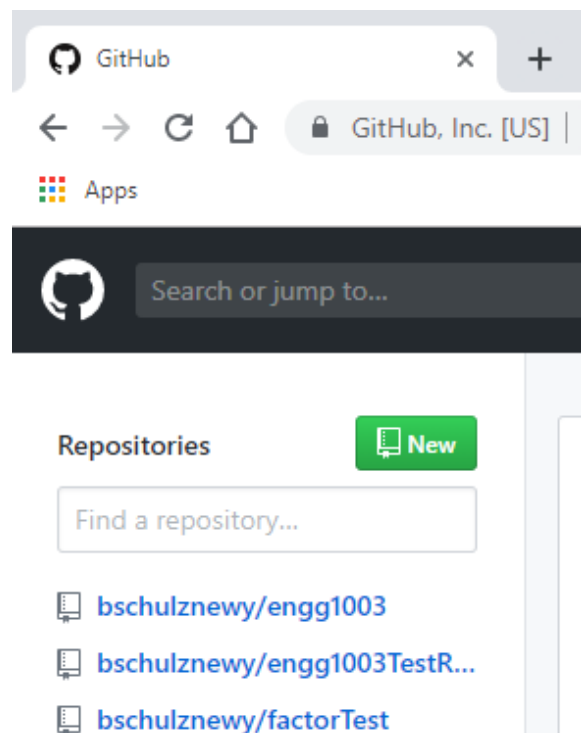 GitHub
GitHub, Inc. [US]
Apps
Search or jump to...
Repositories
New
Find a repository...
bschulznewy/engg1003
bschulznewy/engg1003TestR...
bschulznewy/factorTest